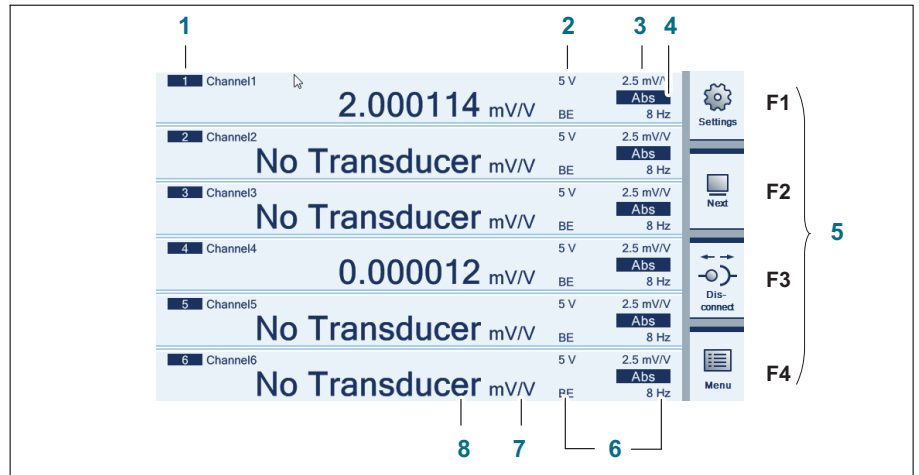 1 2 3 4
1 Channel1 5 V 2.5 mV/V
Abs
2.000114 mV/V BE 8 Hz
Settings
F1
2 Channel2 5 V 2.5 mV/V
Abs
No Transducer mV/V BE 8 Hz
Next
F2
3 Channel3 5 V 2.5 mV/V
Abs
No Transducer mV/V BE 8 Hz
5
4 Channel4 5 V 2.5 mV/V
Abs
0.000012 mV/V BE 8 Hz
Dis-
connect
F3
5 Channel5 5 V 2.5 mV/V
Abs
No Transducer mV/V BE 8 Hz
6 Channel6 5 V 2.5 mV/V
Abs
No Transducer mV/V BE 8 Hz
Menu
F4
8 7 6